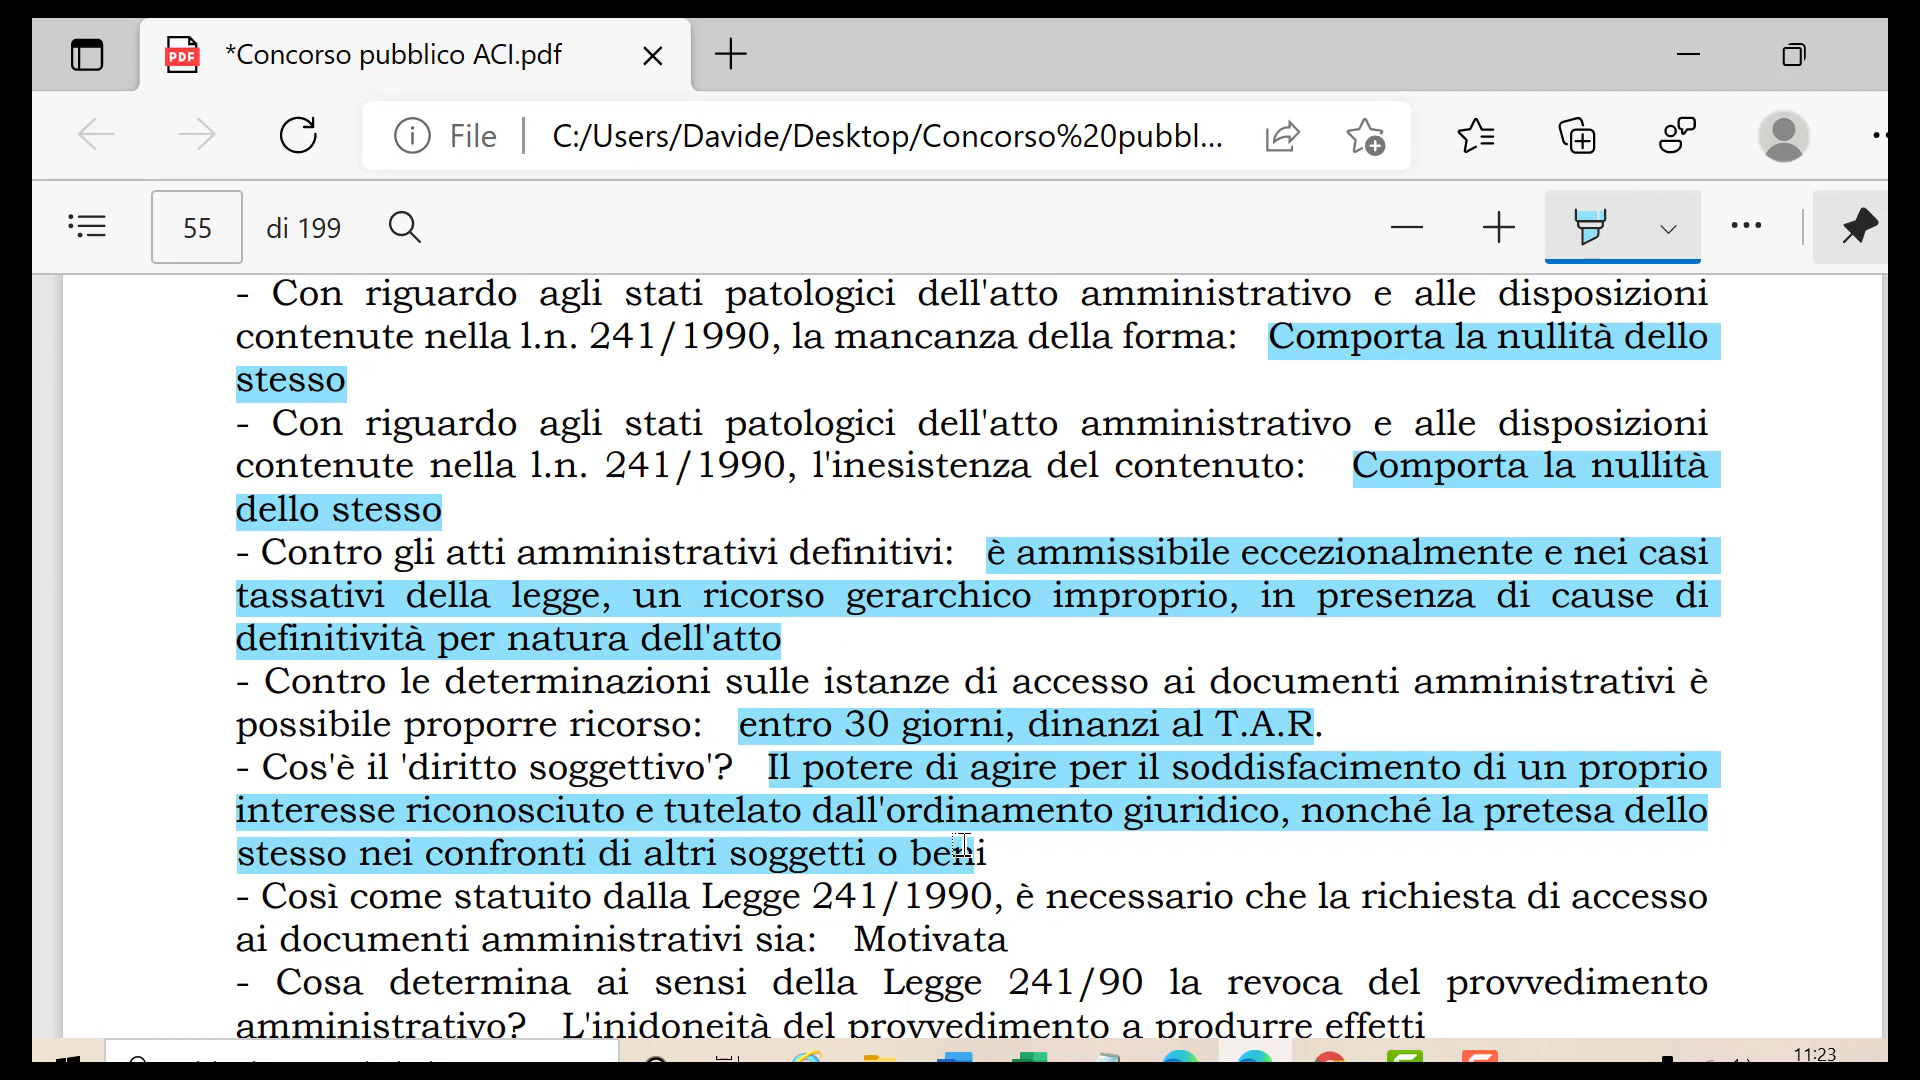 *Concorso pubblico ACI.pdf
File C:/Users/Davide/Desktop/Concorso%20pubbl...
55 di 199
- Con riguardo agli stati patologici dell'atto amministrativo e alle disposizioni
contenute nella l.n. 241/1990, la mancanza della forma: Comporta la nullità dello
stesso
- Con riguardo agli stati patologici dell'atto amministrativo e alle disposizioni
contenute nella l.n. 241/1990, l'inesistenza del contenuto: Comporta la nullità
dello stesso
- Contro gli atti amministrativi definitivi: è ammissibile eccezionalmente e nei casi
tassativi della legge, un ricorso gerarchico improprio, in presenza di cause di
definitività per natura dell'atto
- Contro le determinazioni sulle istanze di accesso ai documenti amministrativi è
possibile proporre ricorso: entro 30 giorni, dinanzi al T.A.R.
- Cos'è il 'diritto soggettivo'? Il potere di agire per il soddisfacimento di un proprio
interesse riconosciuto e tutelato dall'ordinamento giuridico, nonché la pretesa dello
stesso nei confronti di altri soggetti o beni
- Così come statuito dalla Legge 241/1990, è necessario che la richiesta di accesso
ai documenti amministrativi sia: Motivata
- Cosa determina ai sensi della Legge 241/90 la revoca del provvedimento
amministrativo? L'inidoneità del provvedimento a produrre effetti
11:23